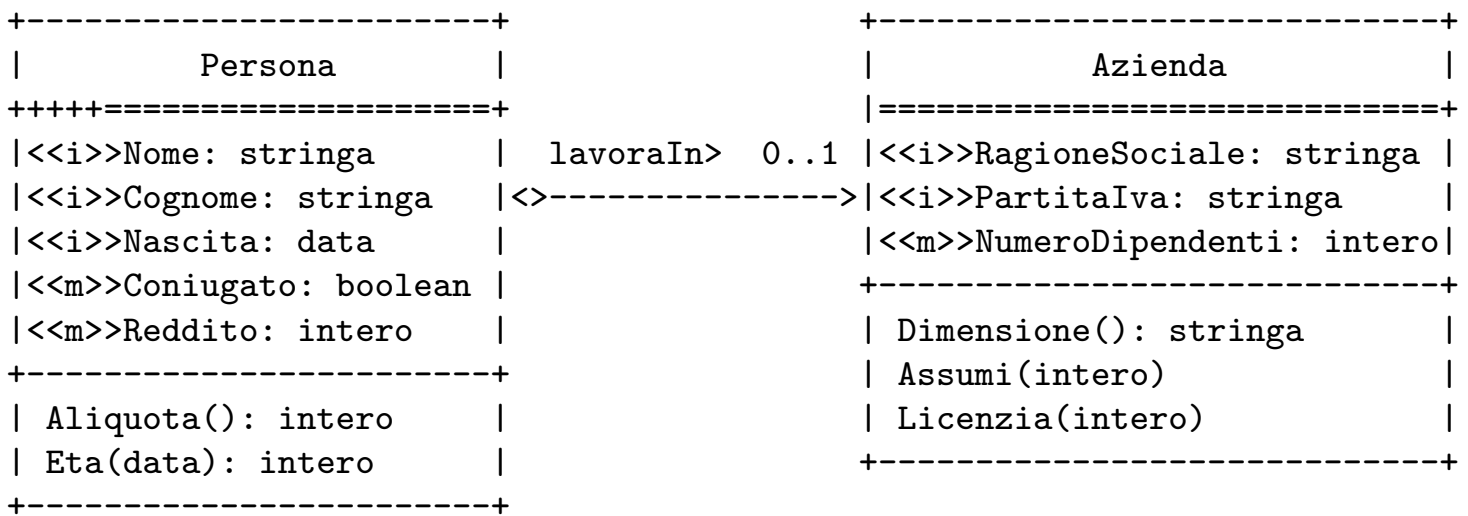 +------------------------+                  +-----------------------------+
|         Persona        |                  |           Azienda           |
+++++====================+                  |=============================+
|<<i>>Nome: stringa      |  lavoraIn>  0..1 |<<i>>RagioneSociale: stringa |
|<<i>>Cognome: stringa   |<>--------------->|<<i>>PartitaIva: stringa     |
|<<i>>Nascita: data      |                  |<<m>>NumeroDipendenti: intero|
|<<m>>Coniugato: boolean |                  +-----------------------------+
|<<m>>Reddito: intero    |                  | Dimensione(): stringa       |
+------------------------+                  | Assumi(intero)              |
| Aliquota(): intero     |                  | Licenzia(intero)            |
| Eta(data): intero      |                  +-----------------------------+
+------------------------+